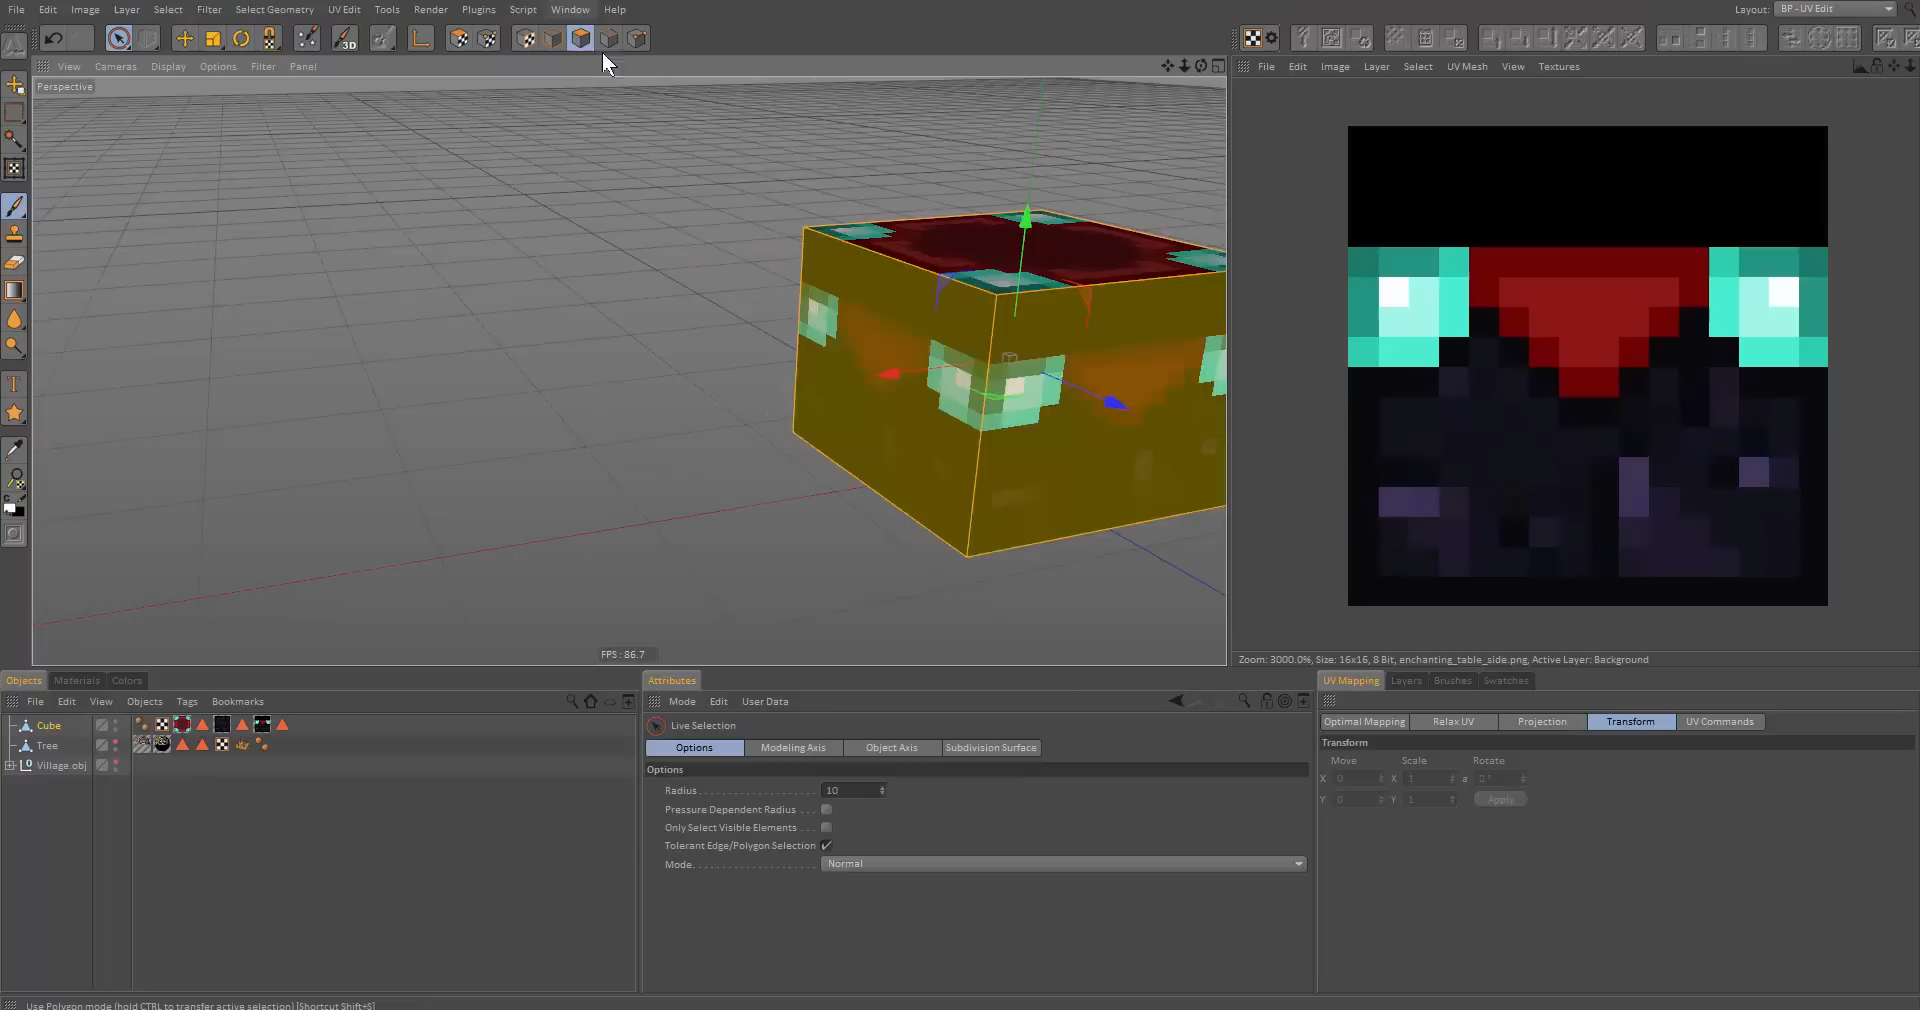 File Edit Image Layer Select Filter Select Geometry UV Edit Tools Render Plugins Script Window Help Layout: BP - UV Edit
3D
View Cameras Display Options Filter Panel File Edit Image Layer Select UV Mesh View Textures
Perspective
FPS : 86.7
Zoom: 3000.0%, Size: 16x16, 8 Bit, enchanting_table_side.png, Active Layer: Background
Objects Materials Colors Attributes UV Mapping Layers Brushes Swatches
File Edit View Objects Tags Bookmarks Mode Edit User Data
Cube
Live Selection
Optimal Mapping Relax UV Projection Transform UV Commands
Tree
Options Modeling Axis Object Axis Subdivision Surface
Transform
Village.obj
Options
Move Scale Rotate
X 0 X 1 a 0 °
Radius 10
Y 0 Y 1 Apply
Pressure Dependent Radius
Only Select Visible Elements
Tolerant Edge/Polygon Selection
Mode Normal
Use Polygon mode (hold CTRL to transfer active selection) [Shortcut Shift+S]